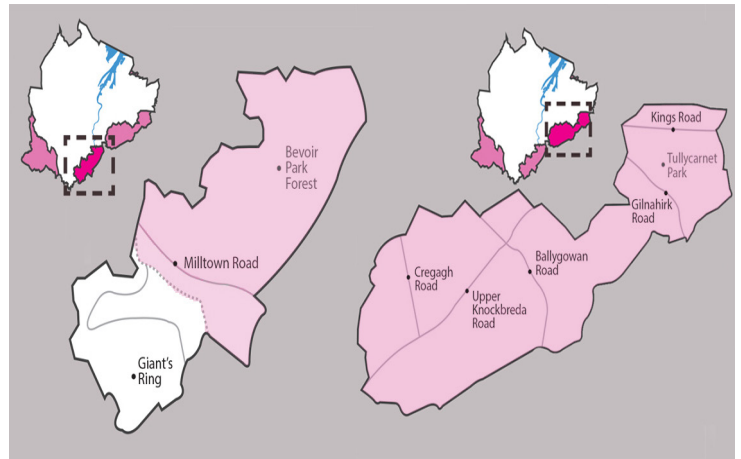 Bevoir
Park
Forest
Milltown Road
Giant's
Ring
Kings Road
Tullycarnet
Park
Gilnahirk
Road
Cregagh
Road
Ballygowan
Road
Upper
Knockbreda
Road